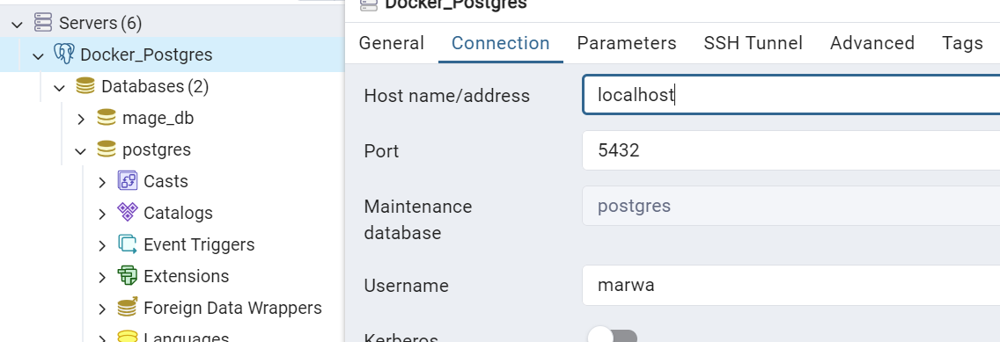 Servers (6)
Docker_Postgres
Databases (2)
mage_db
postgres
Casts
Catalogs
Event Triggers
Extensions
Foreign Data Wrappers
Languages
Docker_Postgres
General Connection Parameters SSH Tunnel Advanced Tags
Host name/address localhost
Port 5432
Maintenance
database postgres
Username marwa
Kerberos